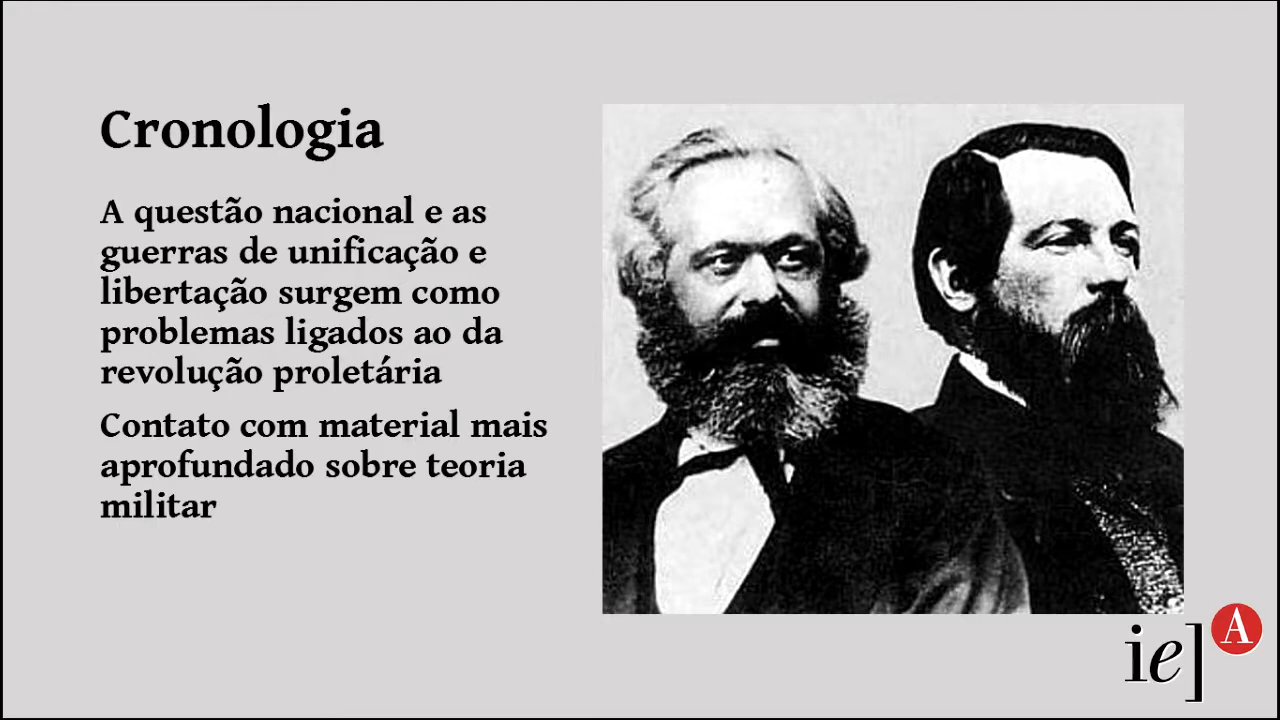 Cronologia
A questão nacional e as
guerras de unificação e
libertação surgem como
problemas ligados ao da
revolução proletária
Contato com material mais
aprofundado sobre teoria
militar
ie]
A